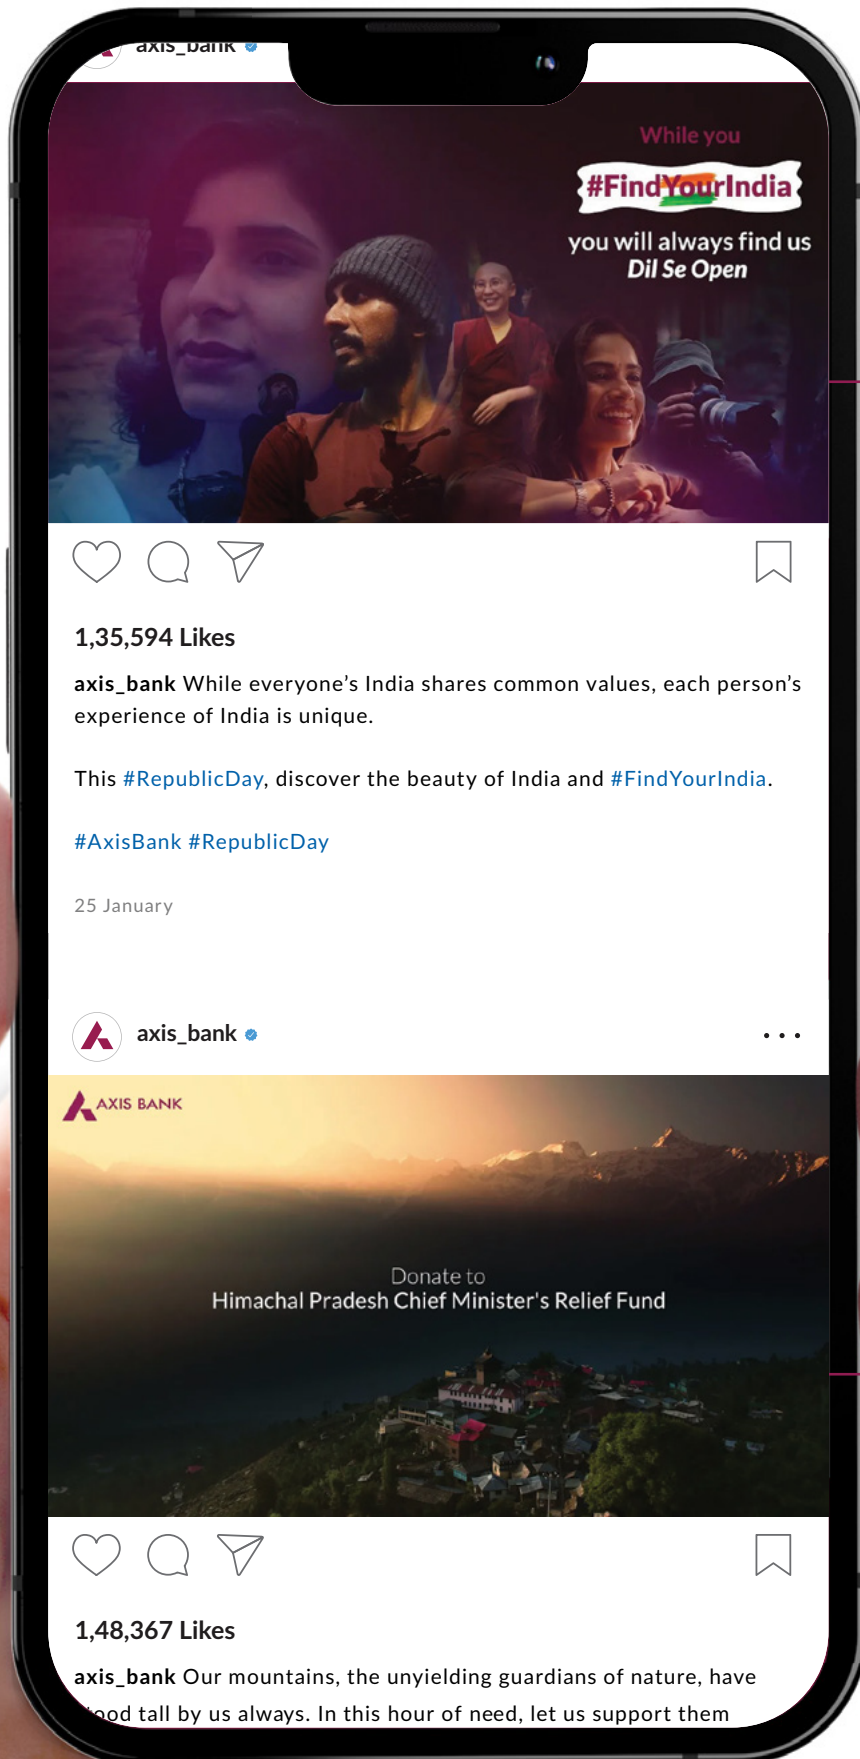 axis_bank
While you
#FindYourIndia
you will always find us
Dil Se Open
1,35,594 Likes
axis_bank While everyone’s India shares common values, each person’s
experience of India is unique.
This #RepublicDay, discover the beauty of India and #FindYourIndia.
#AxisBank #RepublicDay
25 January
axis_bank
AXIS BANK
Donate to
Himachal Pradesh Chief Minister's Relief Fund
1,48,367 Likes
axis_bank Our mountains, the unyielding guardians of nature, have
tall by us always. In this hour of need, let us support them